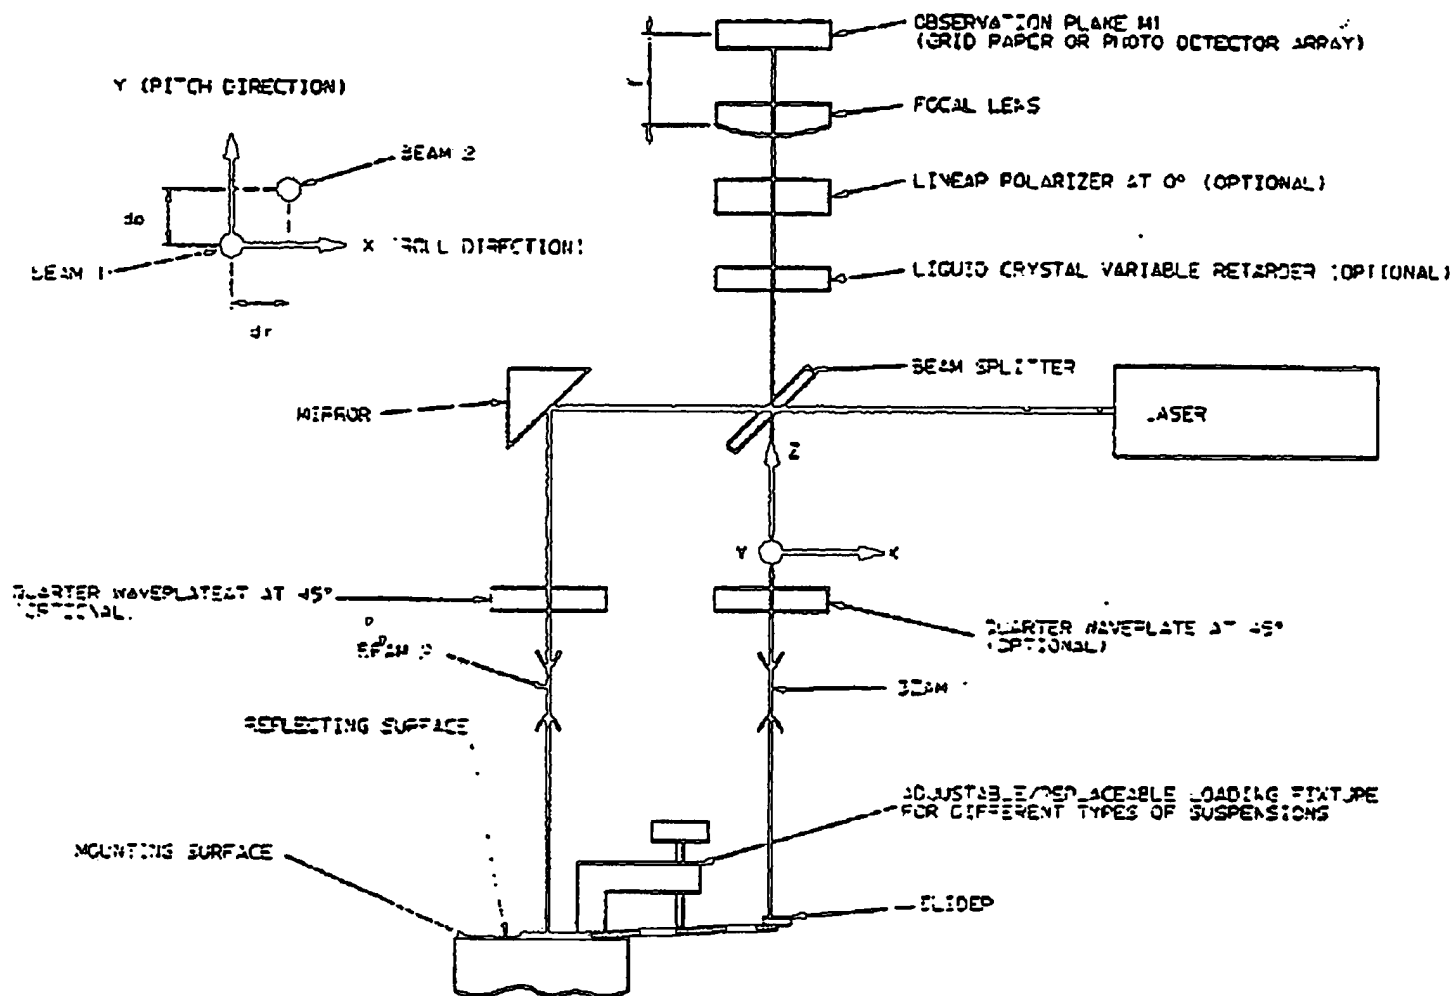 OBSERVATION PLANE M1
(GRID PAPER OR PHOTO DETECTOR ARRAY)
Y (PITCH DIRECTION)
FOCAL LENS
BEAM 2
LINEAR POLARIZER AT 0° (OPTIONAL)
X (ROLL DIRECTION)
BEAM 1
LIQUID CRYSTAL VARIABLE RETARDER (OPTIONAL)
dr
BEAM SPLITTER
MIRROR
LASER
Z
Y
X
QUARTER WAVEPLATE AT 45°
(OPTIONAL)
QUARTER WAVEPLATE AT 45°
(OPTIONAL)
BEAM 2
BEAM
REFLECTING SURFACE
ADJUSTABLE/REPLACEABLE LOADING FIXTURE
FOR DIFFERENT TYPES OF SUSPENSIONS
MOUNTING SURFACE
SLIDER